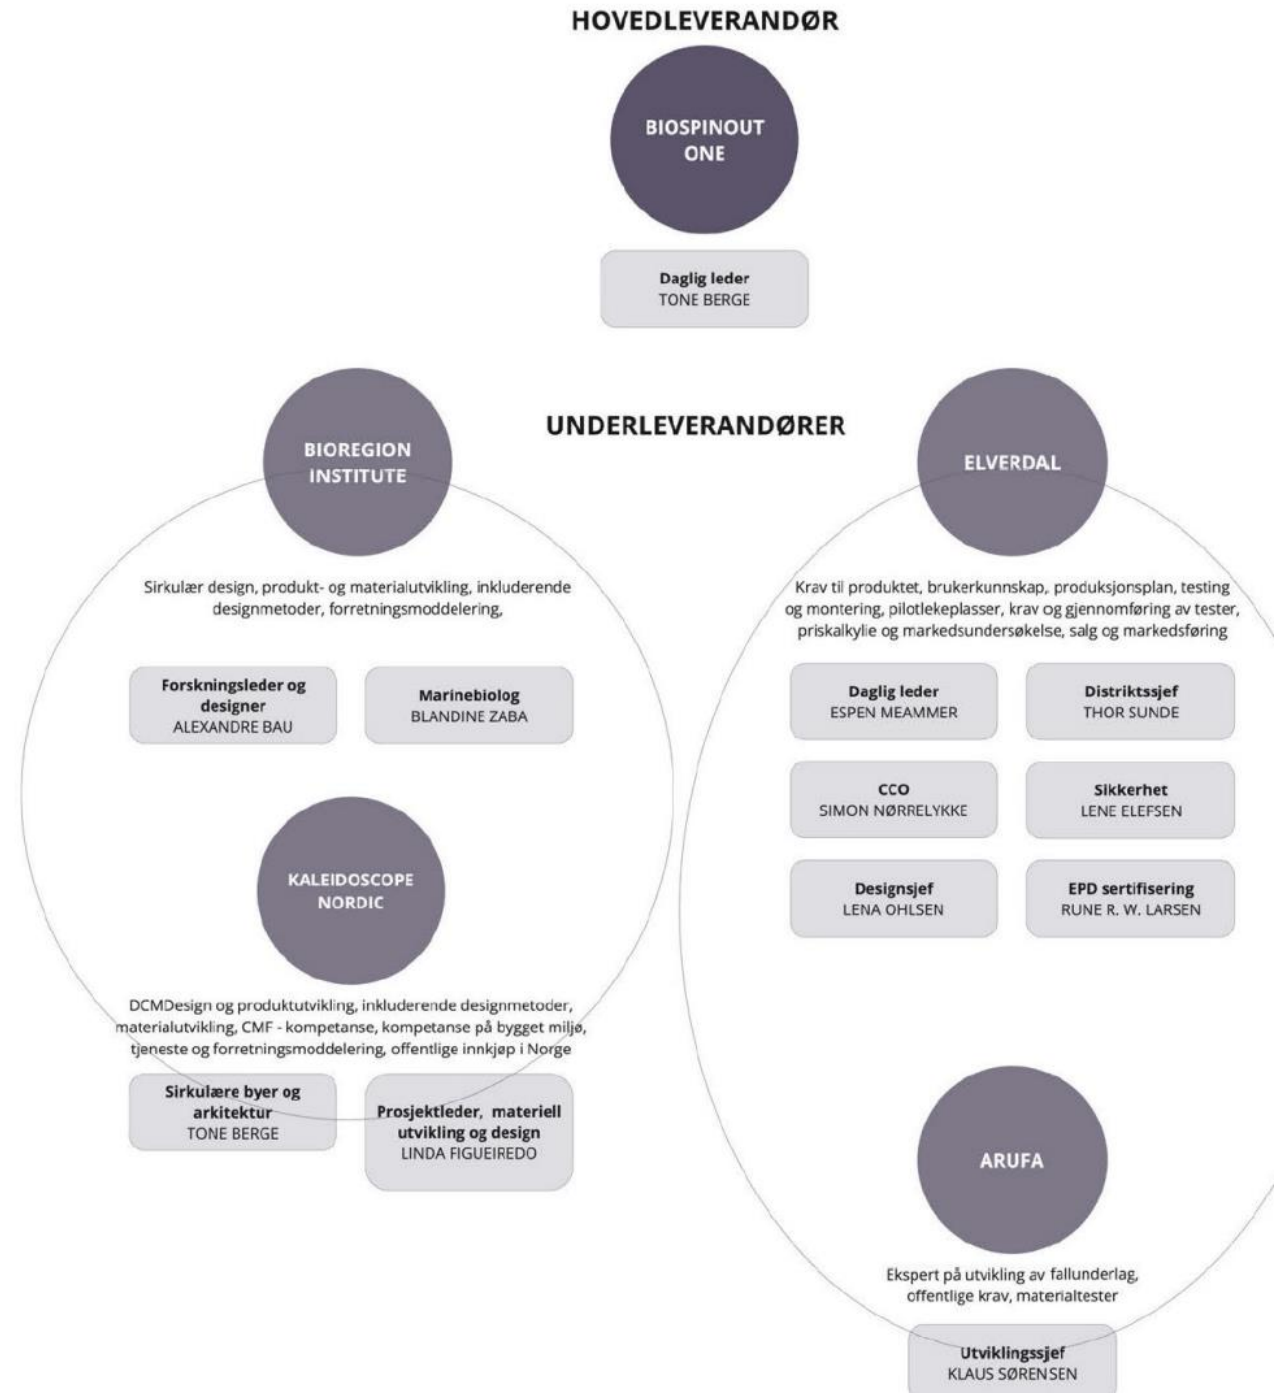 HOVEDLEVERANDØR
BIOSPINOUT
ONE
Daglig leder
TONE BERGE
UNDERLEVERANDØRER
BIOREGION
INSTITUTE
Sirkulær design, produkt- og materialutvikling, inkluderende
designmetoder, forretningsmoddelering,
Forskningsleder og
designer
ALEXANDRE BAU
Marinebiolog
BLANDINE ZABA
KALEIDOSCOPE
NORDIC
DCMDesign og produktutvikling, inkluderende designmetoder,
materialutvikling, CMF - kompetanse, kompetanse på bygget miljø,
tjeneste og forretningsmoddelering, offentlige innkjøp i Norge
Sirkulære byer og
arkitektur
TONE BERGE
Prosjektleder, materiell
utvikling og design
LINDA FIGUEIREDO
ELVERDAL
Krav til produktet, brukerkunnskap, produksjonsplan, testing
og montering, pilotlekeplasser, krav og gjennomføring av tester,
priskalkylie og markedsundersøkelse, salg og markedsføring
Daglig leder
ESPEN MEAMMER
Distriktssjef
THOR SUNDE
CCO
SIMON NØRRELYKKE
Sikkerhet
LENE ELEFSEN
Designsjef
LENA OHLSEN
EPD sertifisering
RUNE R. W. LARSEN
ARUFA
Ekspert på utvikling av fallunderlag,
offentlige krav, materialtester
Utviklingssjef
KLAUS SØRENSEN